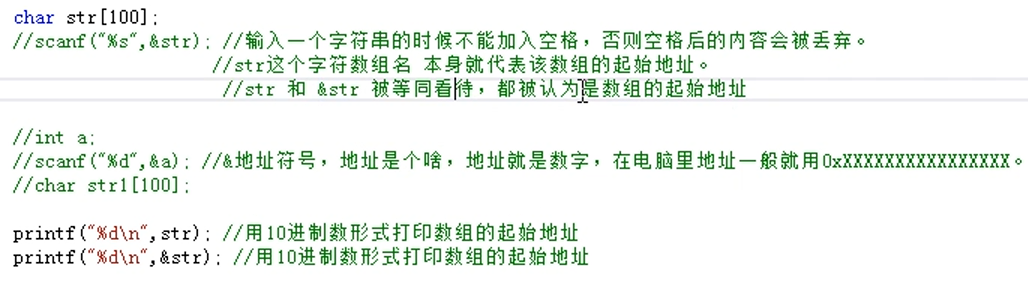 char str[100];
//scanf("%s",&str); //输入一个字符串的时候不能加入空格，否则空格后的内容会被丢弃。
//str这个字符数组名 本身就代表该数组的起始地址。
//str 和 &str 被等同看待，都被认为是数组的起始地址
//int a;
//scanf("%d",&a); //&地址符号，地址是个啥，地址就是数字，在电脑里地址一般就用0xXXXXXXXXXXXXXXXX。
//char str1[100];
printf("%d\n",str); //用10进制数形式打印数组的起始地址
printf("%d\n",&str); //用10进制数形式打印数组的起始地址